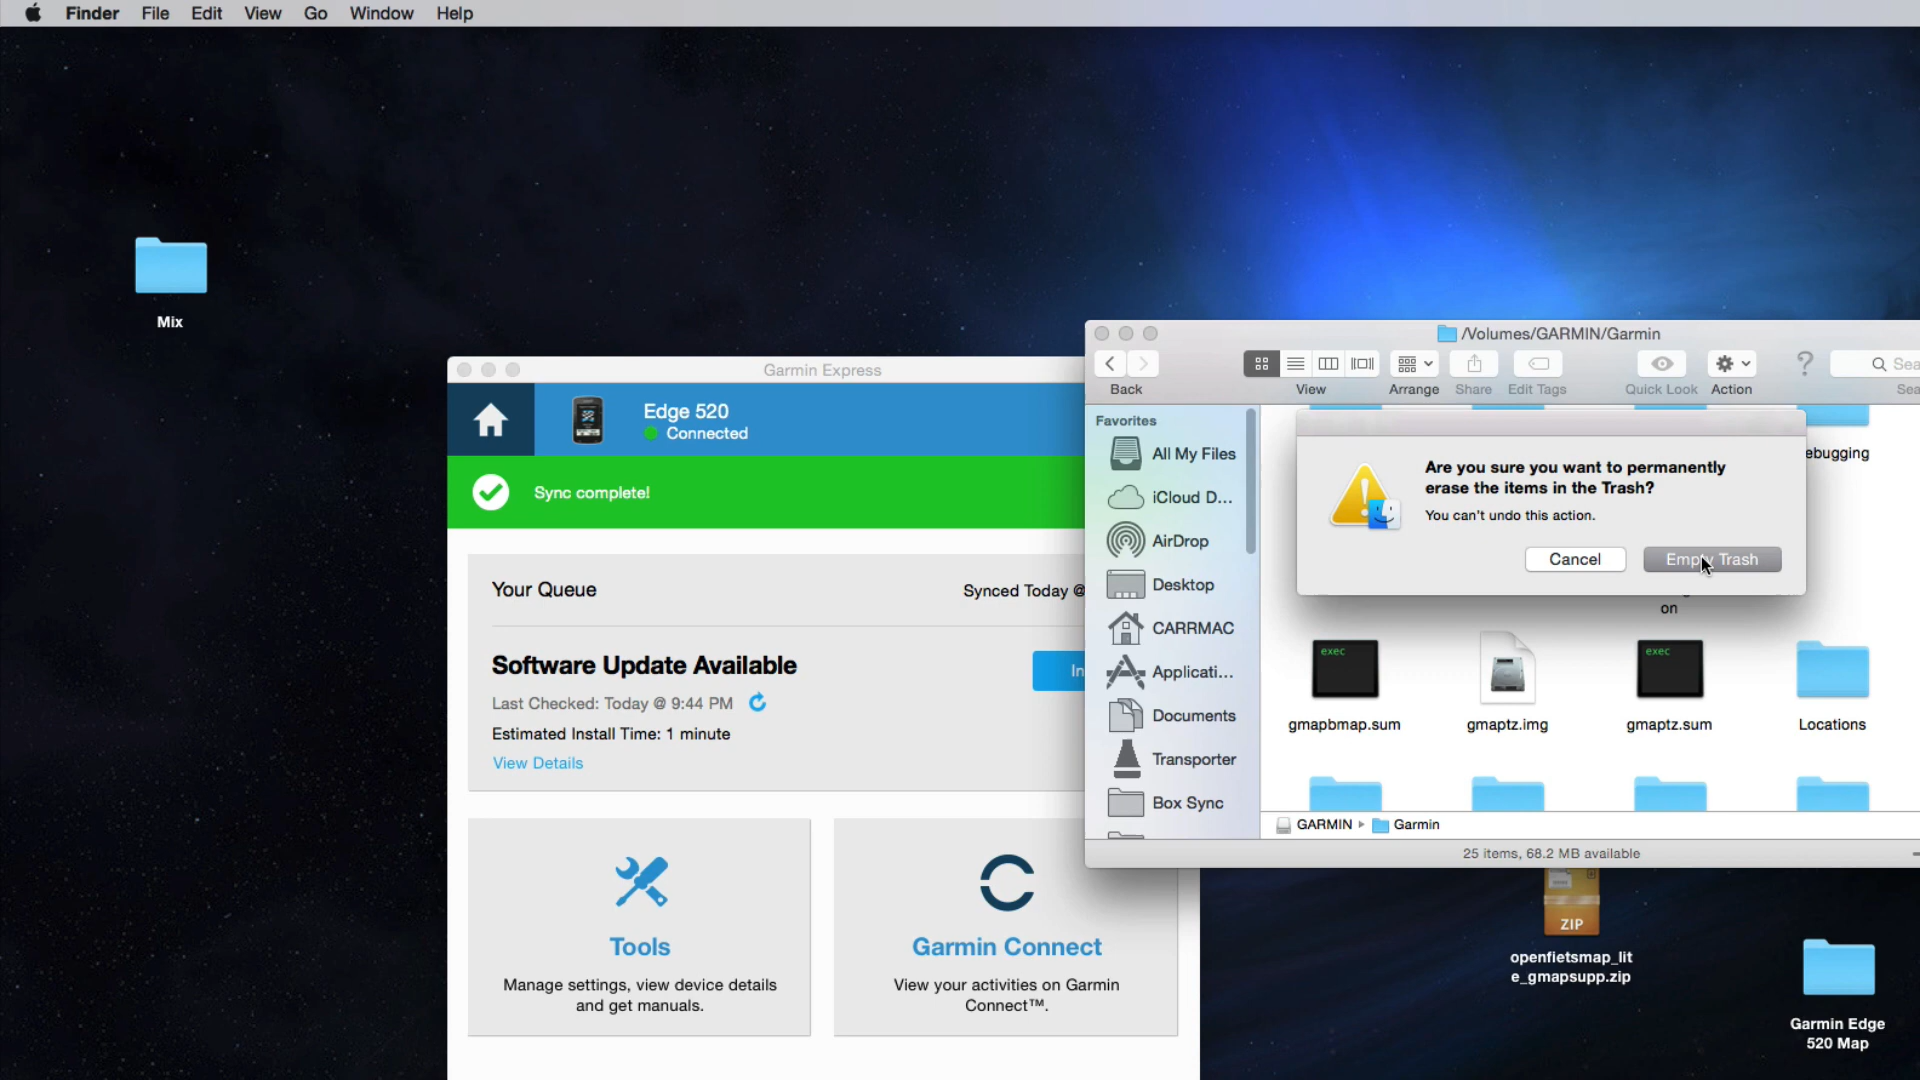 Finder File Edit View Go Window Help
Mix
Garmin Express
Edge 520
Connected
Sync complete!
Your Queue
Synced Today @
Software Update Available
Last Checked: Today @ 9:44 PM
Estimated Install Time: 1 minute
View Details
In
Tools
Manage settings, view device details
and get manuals.
Garmin Connect
View your activities on Garmin
Connect™.
/Volumes/GARMIN/Garmin
Back
View
Arrange
Share
Edit Tags
Quick Look
Action
?
Sea
Sea
Favorites
All My Files
iCloud D...
AirDrop
Desktop
CARRMAC
Applicati...
Documents
Transporter
Box Sync
ebugging
Are you sure you want to permanently
erase the items in the Trash?
You can't undo this action.
Cancel
Empty Trash
on
exec
exec
gmapbmap.sum
gmaptz.img
gmaptz.sum
Locations
GARMIN
Garmin
25 items, 68.2 MB available
ZIP
openfietsmap_lit
e_gmapsupp.zip
Garmin Edge
520 Map